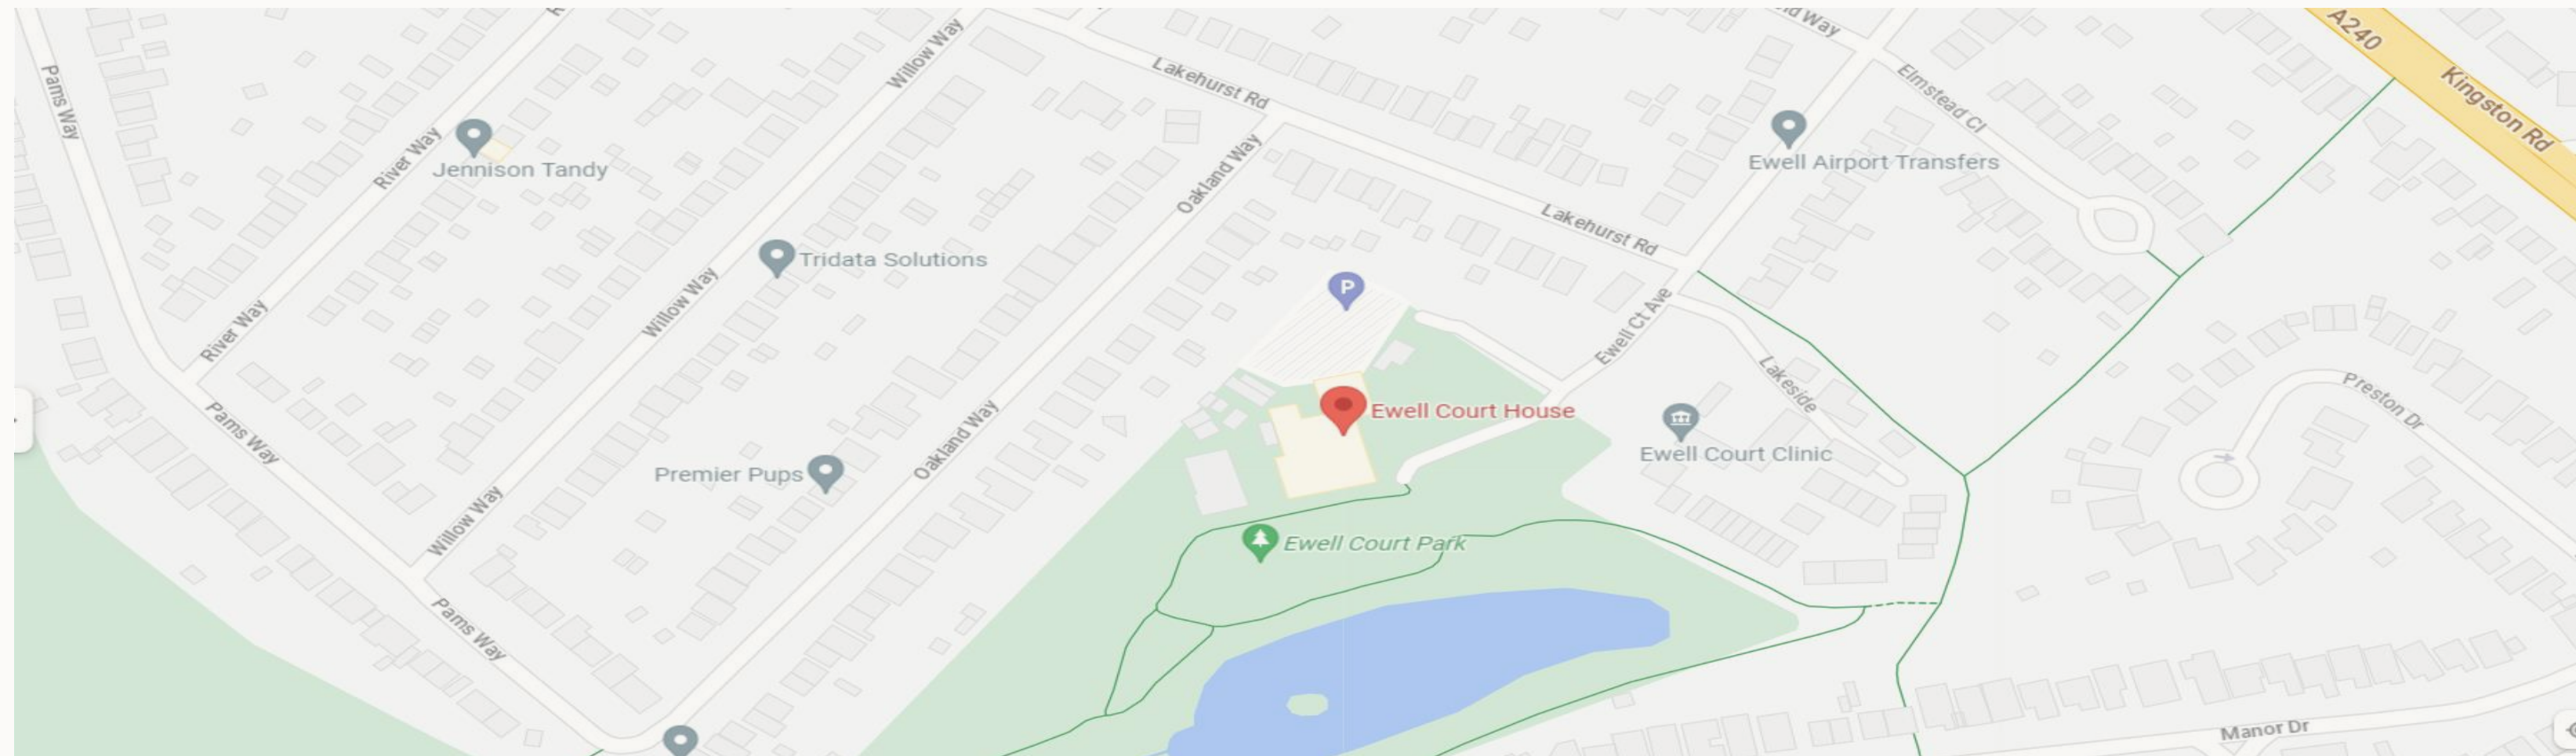 ld Way
A240
Kingston Rd
Pams Way
Willow Way
Lakehurst Rd
Elmstead Cl
River Way
Jennison Tandy
Oakland Way
Ewell Airport Transfers
Lakehurst Rd
Tridata Solutions
P
River Way
Willow Way
Ewell Ct Ave
Lakeside
Preston Dr
Pams Way
Oakland Way
Ewell Court House
Ewell Court Clinic
Premier Pups
Willow Way
Ewell Court Park
Pams Way
Manor Dr